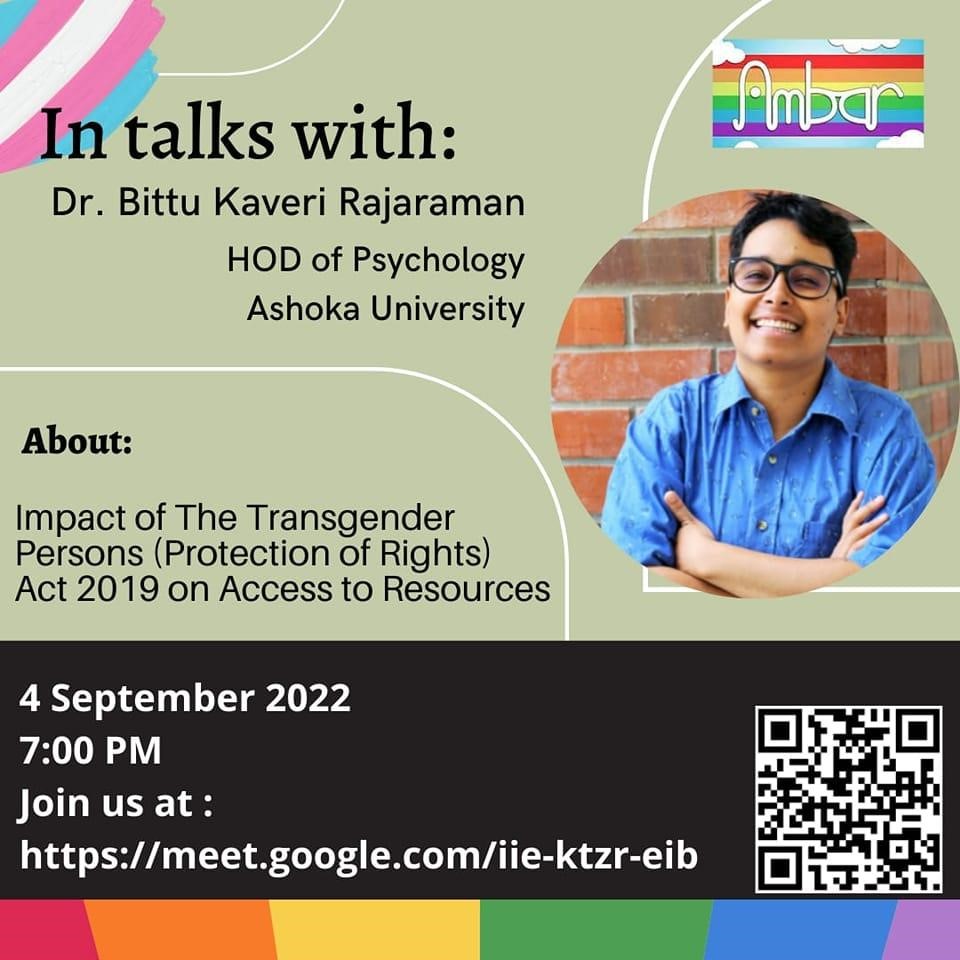 Ambar
In talks with:
Dr. Bittu Kaveri Rajaraman
HOD of Psychology
Ashoka University
About:
Impact of The Transgender
Persons (Protection of Rights)
Act 2019 on Access to Resources
4 September 2022
7:00 PM
Join us at :
https://meet.google.com/iie-ktzr-eib